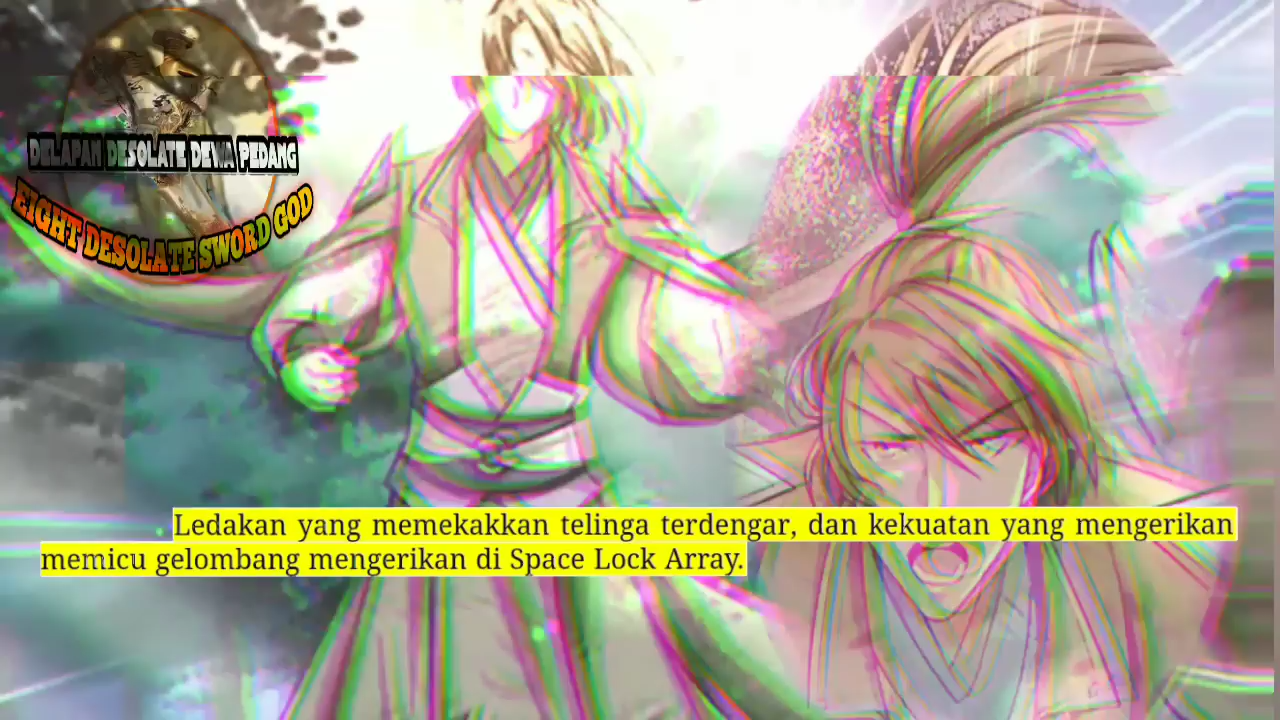 DELAPAN DESOLATE DEWA PEDANG
EIGHT DESOLATE SWORD GOD
Ledakan yang memekakkan telinga terdengar, dan kekuatan yang mengerikan
memicu gelombang mengerikan di Space Lock Array.